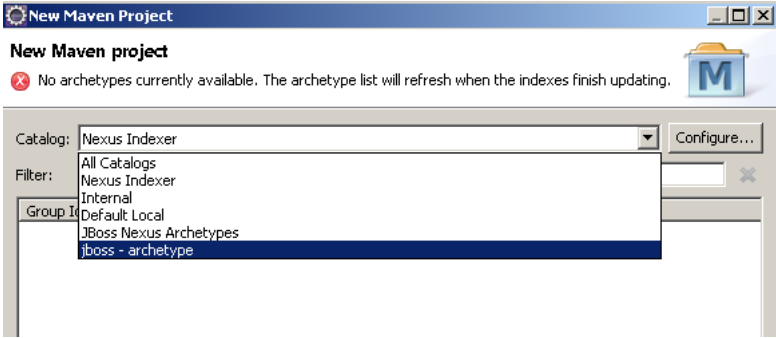 New Maven Project
New Maven project
No archetypes currently available. The archetype list will refresh when the indexes finish updating.
M
Catalog: Nexus Indexer Configure...
All Catalogs
Filter: Nexus Indexer
Internal
Group I Default Local
JBoss Nexus Archetypes
jboss - archetype